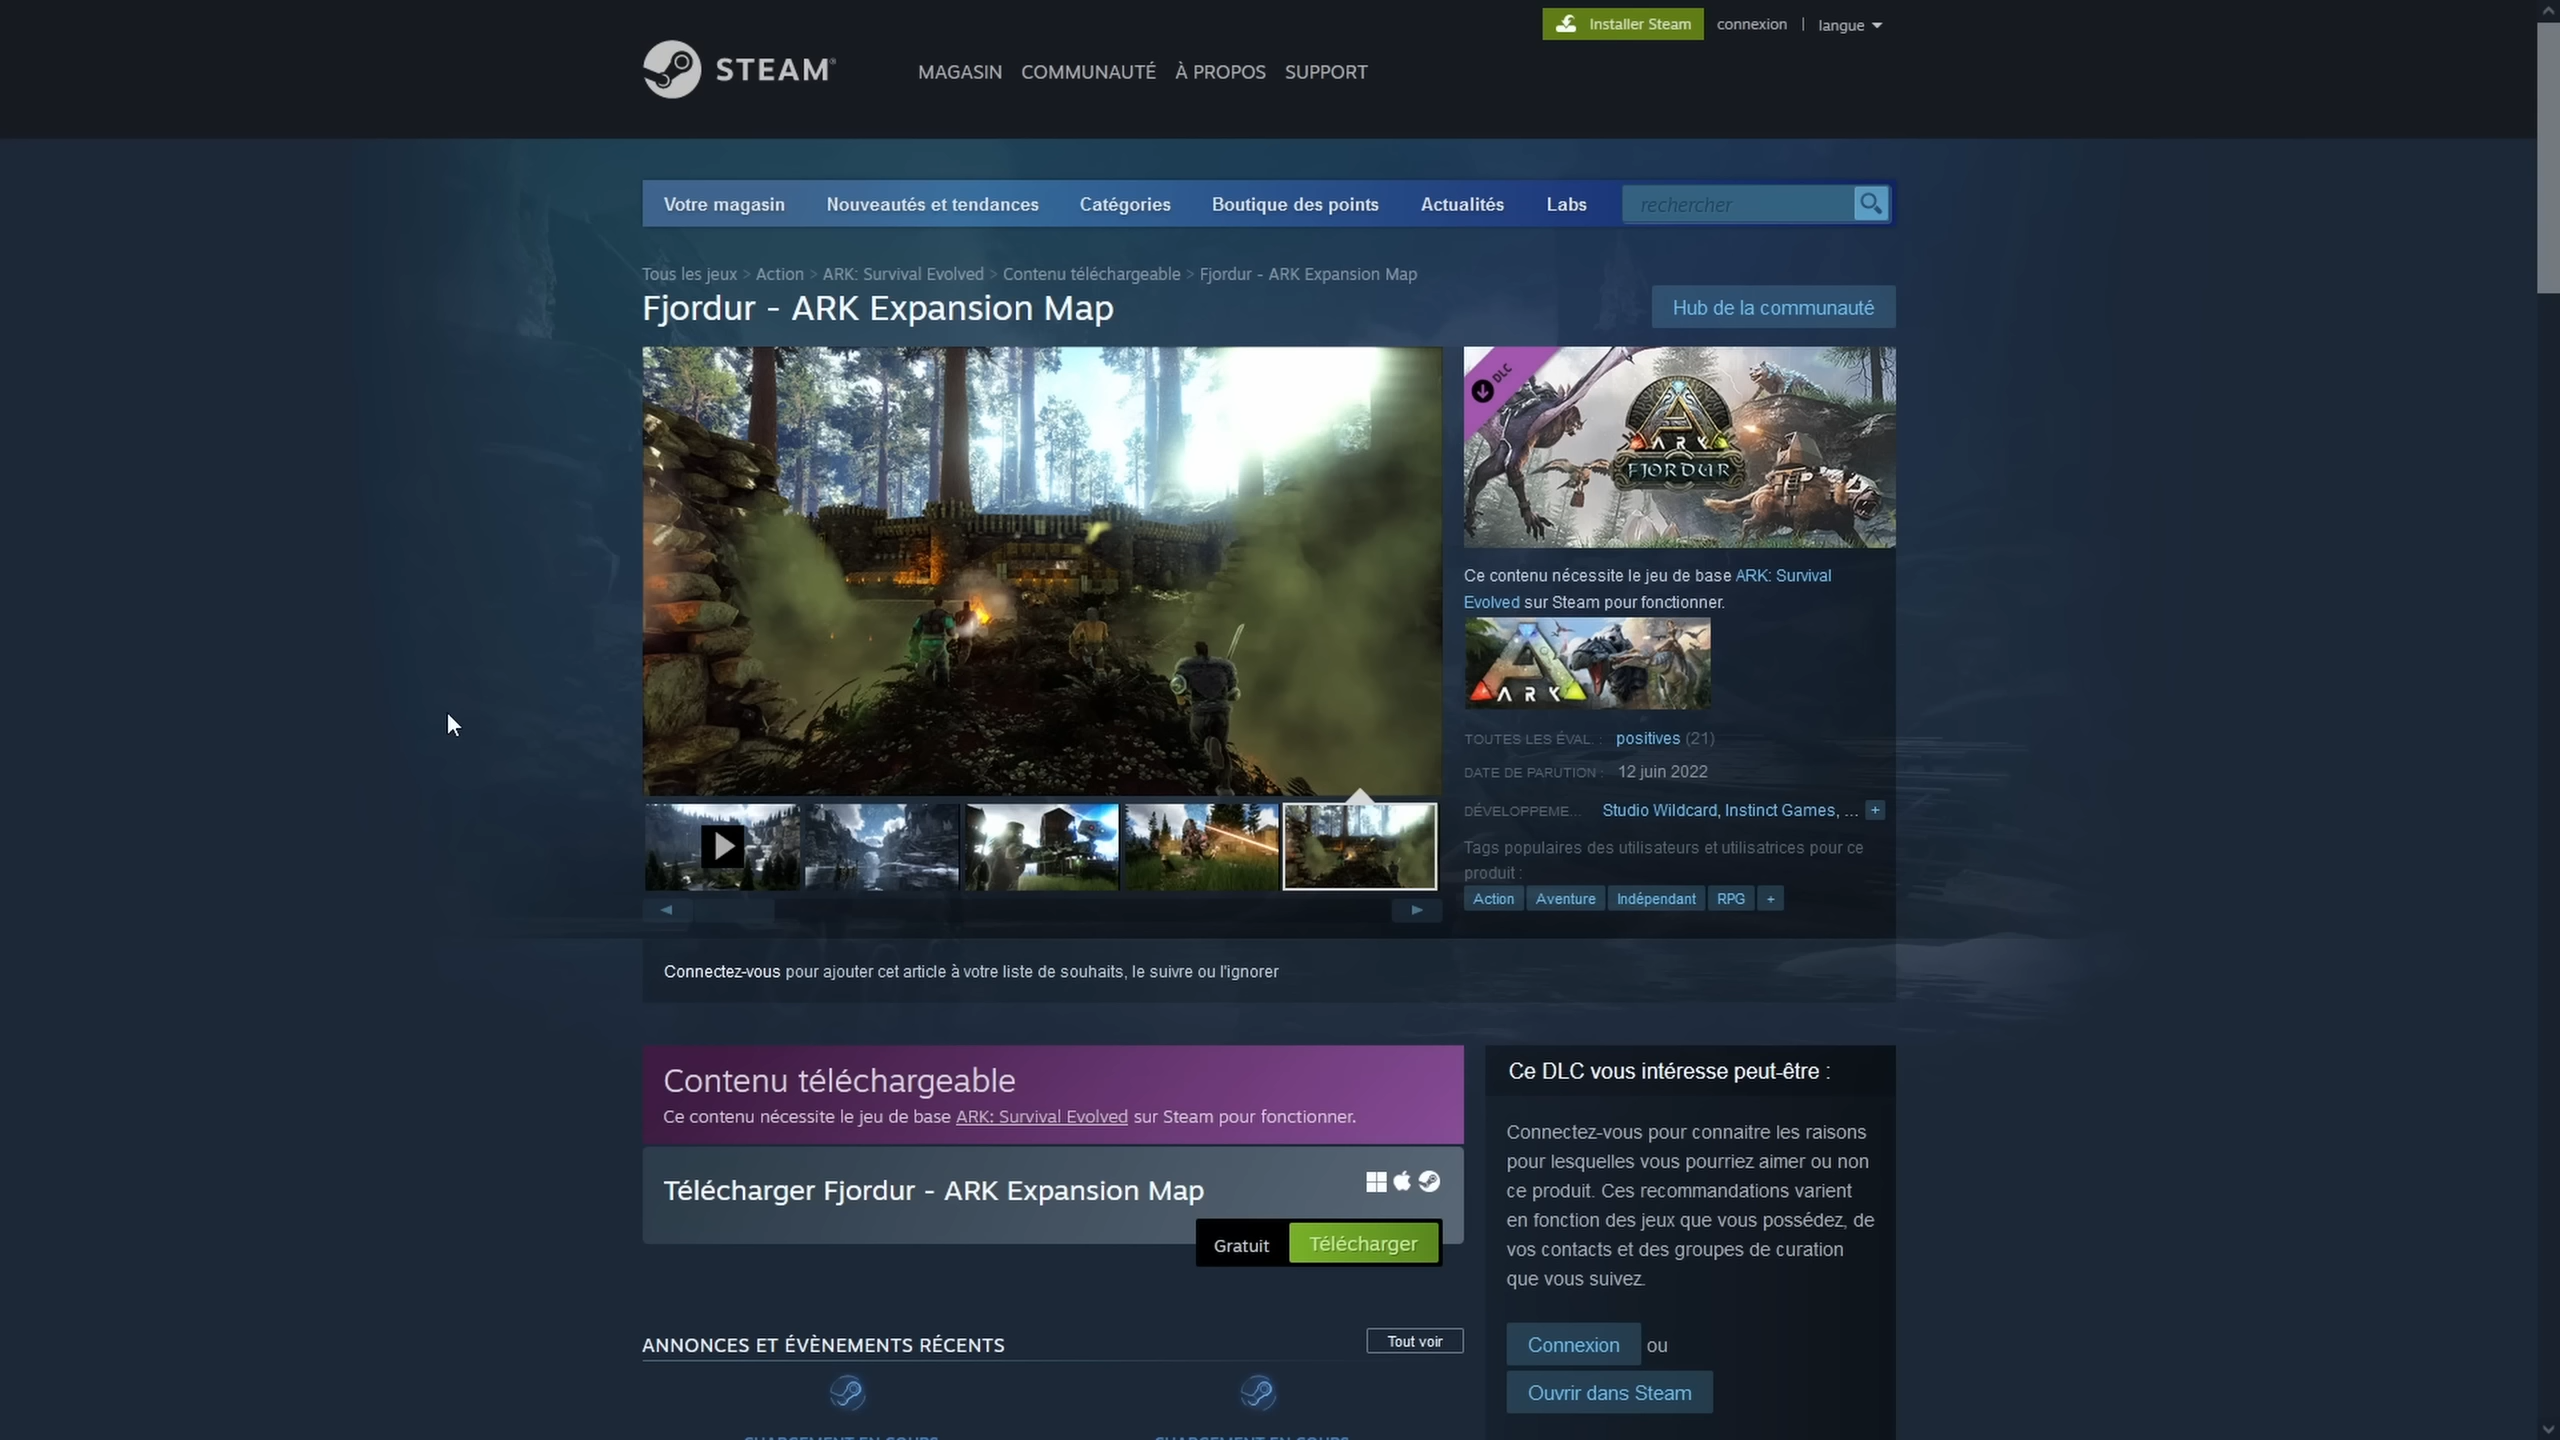 Installer Steam
connexion | langue
STEAM®
MAGASIN COMMUNAUTÉ À PROPOS SUPPORT
Votre magasin Nouveautés et tendances Catégories Boutique des points Actualités Labs rechercher
Tous les jeux > Action > ARK: Survival Evolved > Contenu téléchargeable > Fjordur - ARK Expansion Map
Fjordur - ARK Expansion Map
Hub de la communauté
DLC
ARK
FJORDUR
Ce contenu nécessite le jeu de base ARK: Survival
Evolved sur Steam pour fonctionner.
ARK
TOUTES LES ÉVAL. : positives (21)
DATE DE PARUTION : 12 juin 2022
DÉVELOPPEME... Studio Wildcard, Instinct Games, ... +
Tags populaires des utilisateurs et utilisatrices pour ce
produit :
Action Aventure Indépendant RPG +
Connectez-vous pour ajouter cet article à votre liste de souhaits, le suivre ou l'ignorer
Contenu téléchargeable
Ce contenu nécessite le jeu de base ARK: Survival Evolved sur Steam pour fonctionner.
Télécharger Fjordur - ARK Expansion Map
Gratuit Télécharger
ANNONCES ET ÉVÈNEMENTS RÉCENTS
Tout voir
CHARGEMENT EN COURS
CHARGEMENT EN COURS
Ce DLC vous intéresse peut-être :
Connectez-vous pour connaitre les raisons
pour lesquelles vous pourriez aimer ou non
ce produit. Ces recommandations varient
en fonction des jeux que vous possédez, de
vos contacts et des groupes de curation
que vous suivez.
Connexion ou
Ouvrir dans Steam